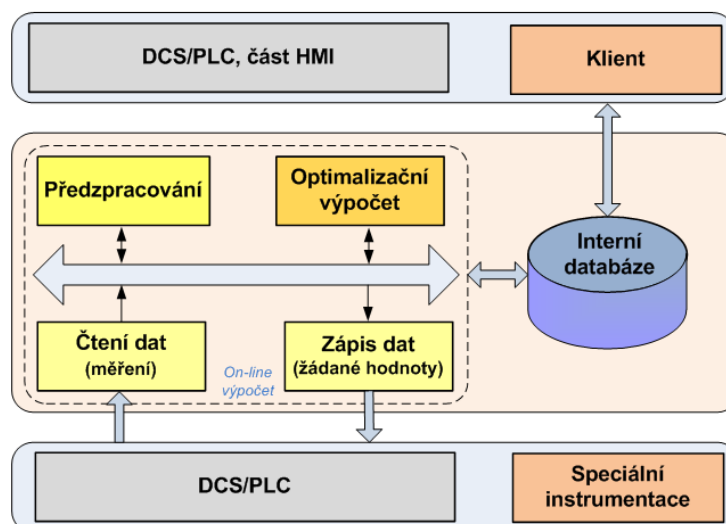 DCS/PLC, část HMI
Klient
Předzpracování
Optimalizační
výpočet
Interní
databáze
Čtení dat
(měření)
On-line
výpočet
Zápis dat
(žádané hodnoty)
DCS/PLC
Speciální
instrumentace